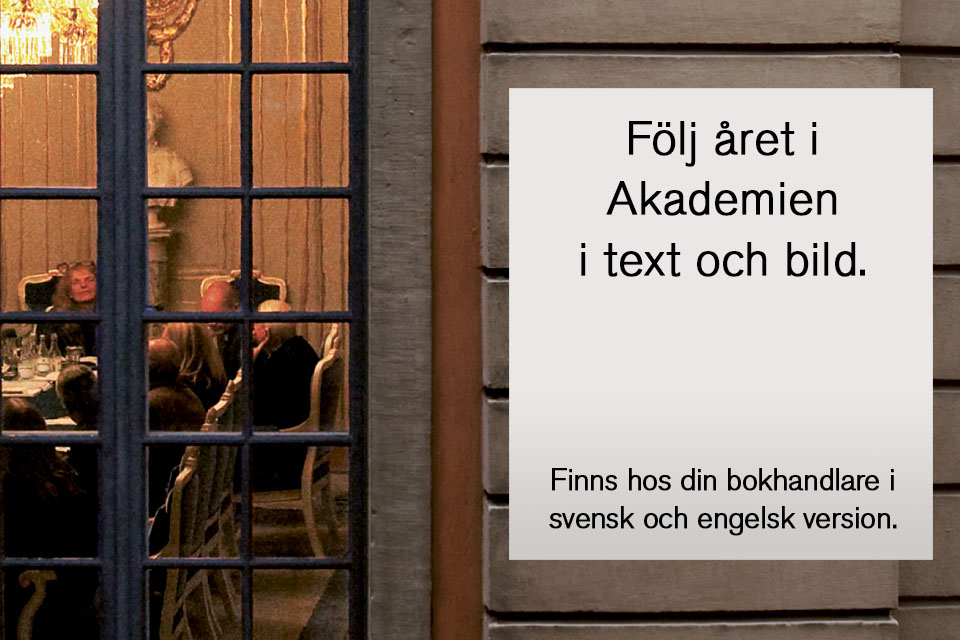 Följ året i
Akademien
i text och bild.
Finns hos din bokhandlare i
svensk och engelsk version.